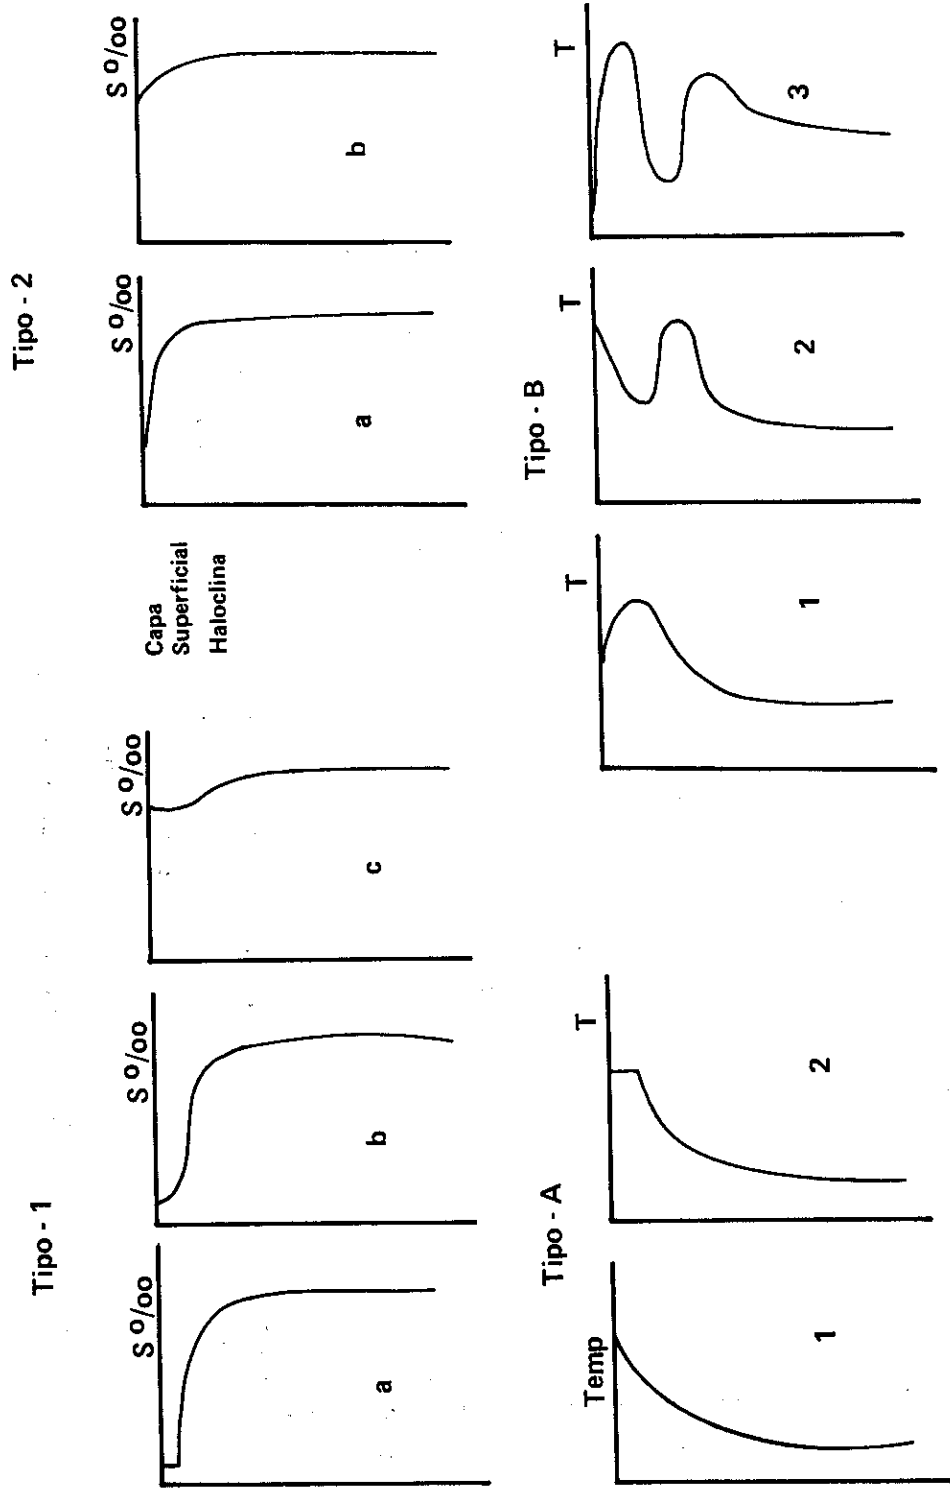 Tipo - 1
S º/oo
a
S º/oo
b
S º/oo
c
Capa
Superficial
Haloclina
Tipo - 2
S º/oo
a
S º/oo
b
Tipo - A
Temp
1
T
2
Tipo - B
T
1
T
2
T
3